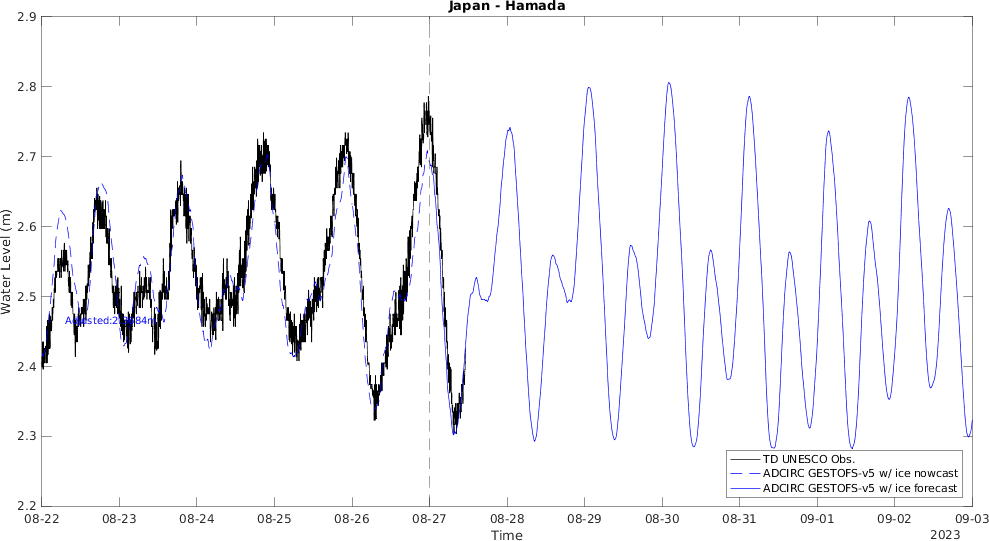 Japan - Hamada
Water Level (m)
2.9
2.8
2.7
2.6
2.5
2.4
2.3
2.2
TD UNESCO Obs.
ADCIRC GESTOFS-v5 w/ ice nowcast
ADCIRC GESTOFS-v5 w/ ice forecast
08-22 08-23 08-24 08-25 08-26 08-27 08-28 08-29 08-30 08-31 09-01 09-02 09-03
Time
2023